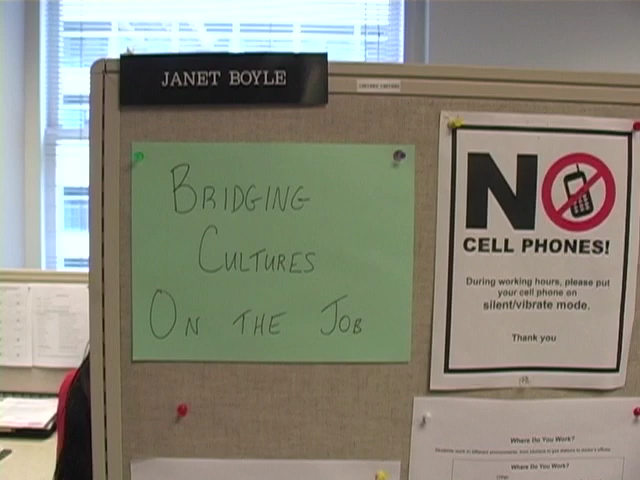 JANET BOYLE
BRIDGING
CULTURES
ON THE JOB
NO
CELL PHONES!
During working hours, please put
your cell phone on
silent/vibrate mode.
Thank you
Where Do You Work?
Where Do You Work?